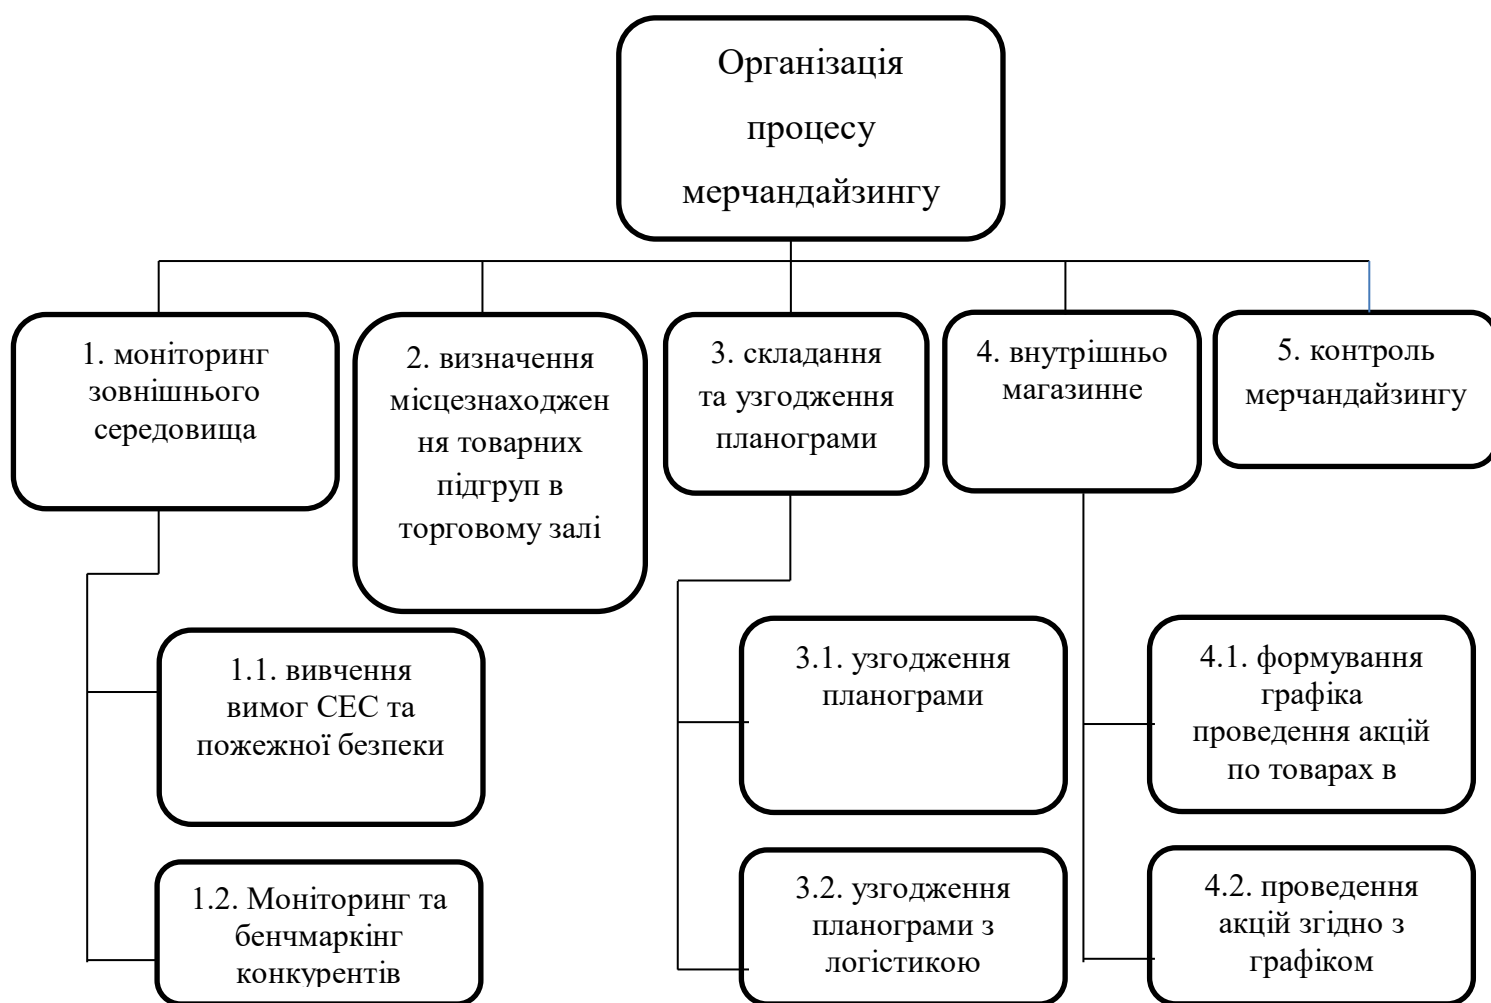 Організація
процесу
мерчандайзингу
1. моніторинг
зовнішнього
середовища
2. визначення
місцезнаходжен
ня товарних
підгруп в
торговому залі
3. складання
та узгодження
планограми
4. внутрішньо
магазинне
5. контроль
мерчандайзингу
1.1. вивчення
вимог СЕС та
пожежної безпеки
1.2. Моніторинг та
бенчмаркінг
конкурентів
3.1. узгодження
планограми
3.2. узгодження
планограми з
логістикою
4.1. формування
графіка
проведення акцій
по товарах в
4.2. проведення
акцій згідно з
графіком